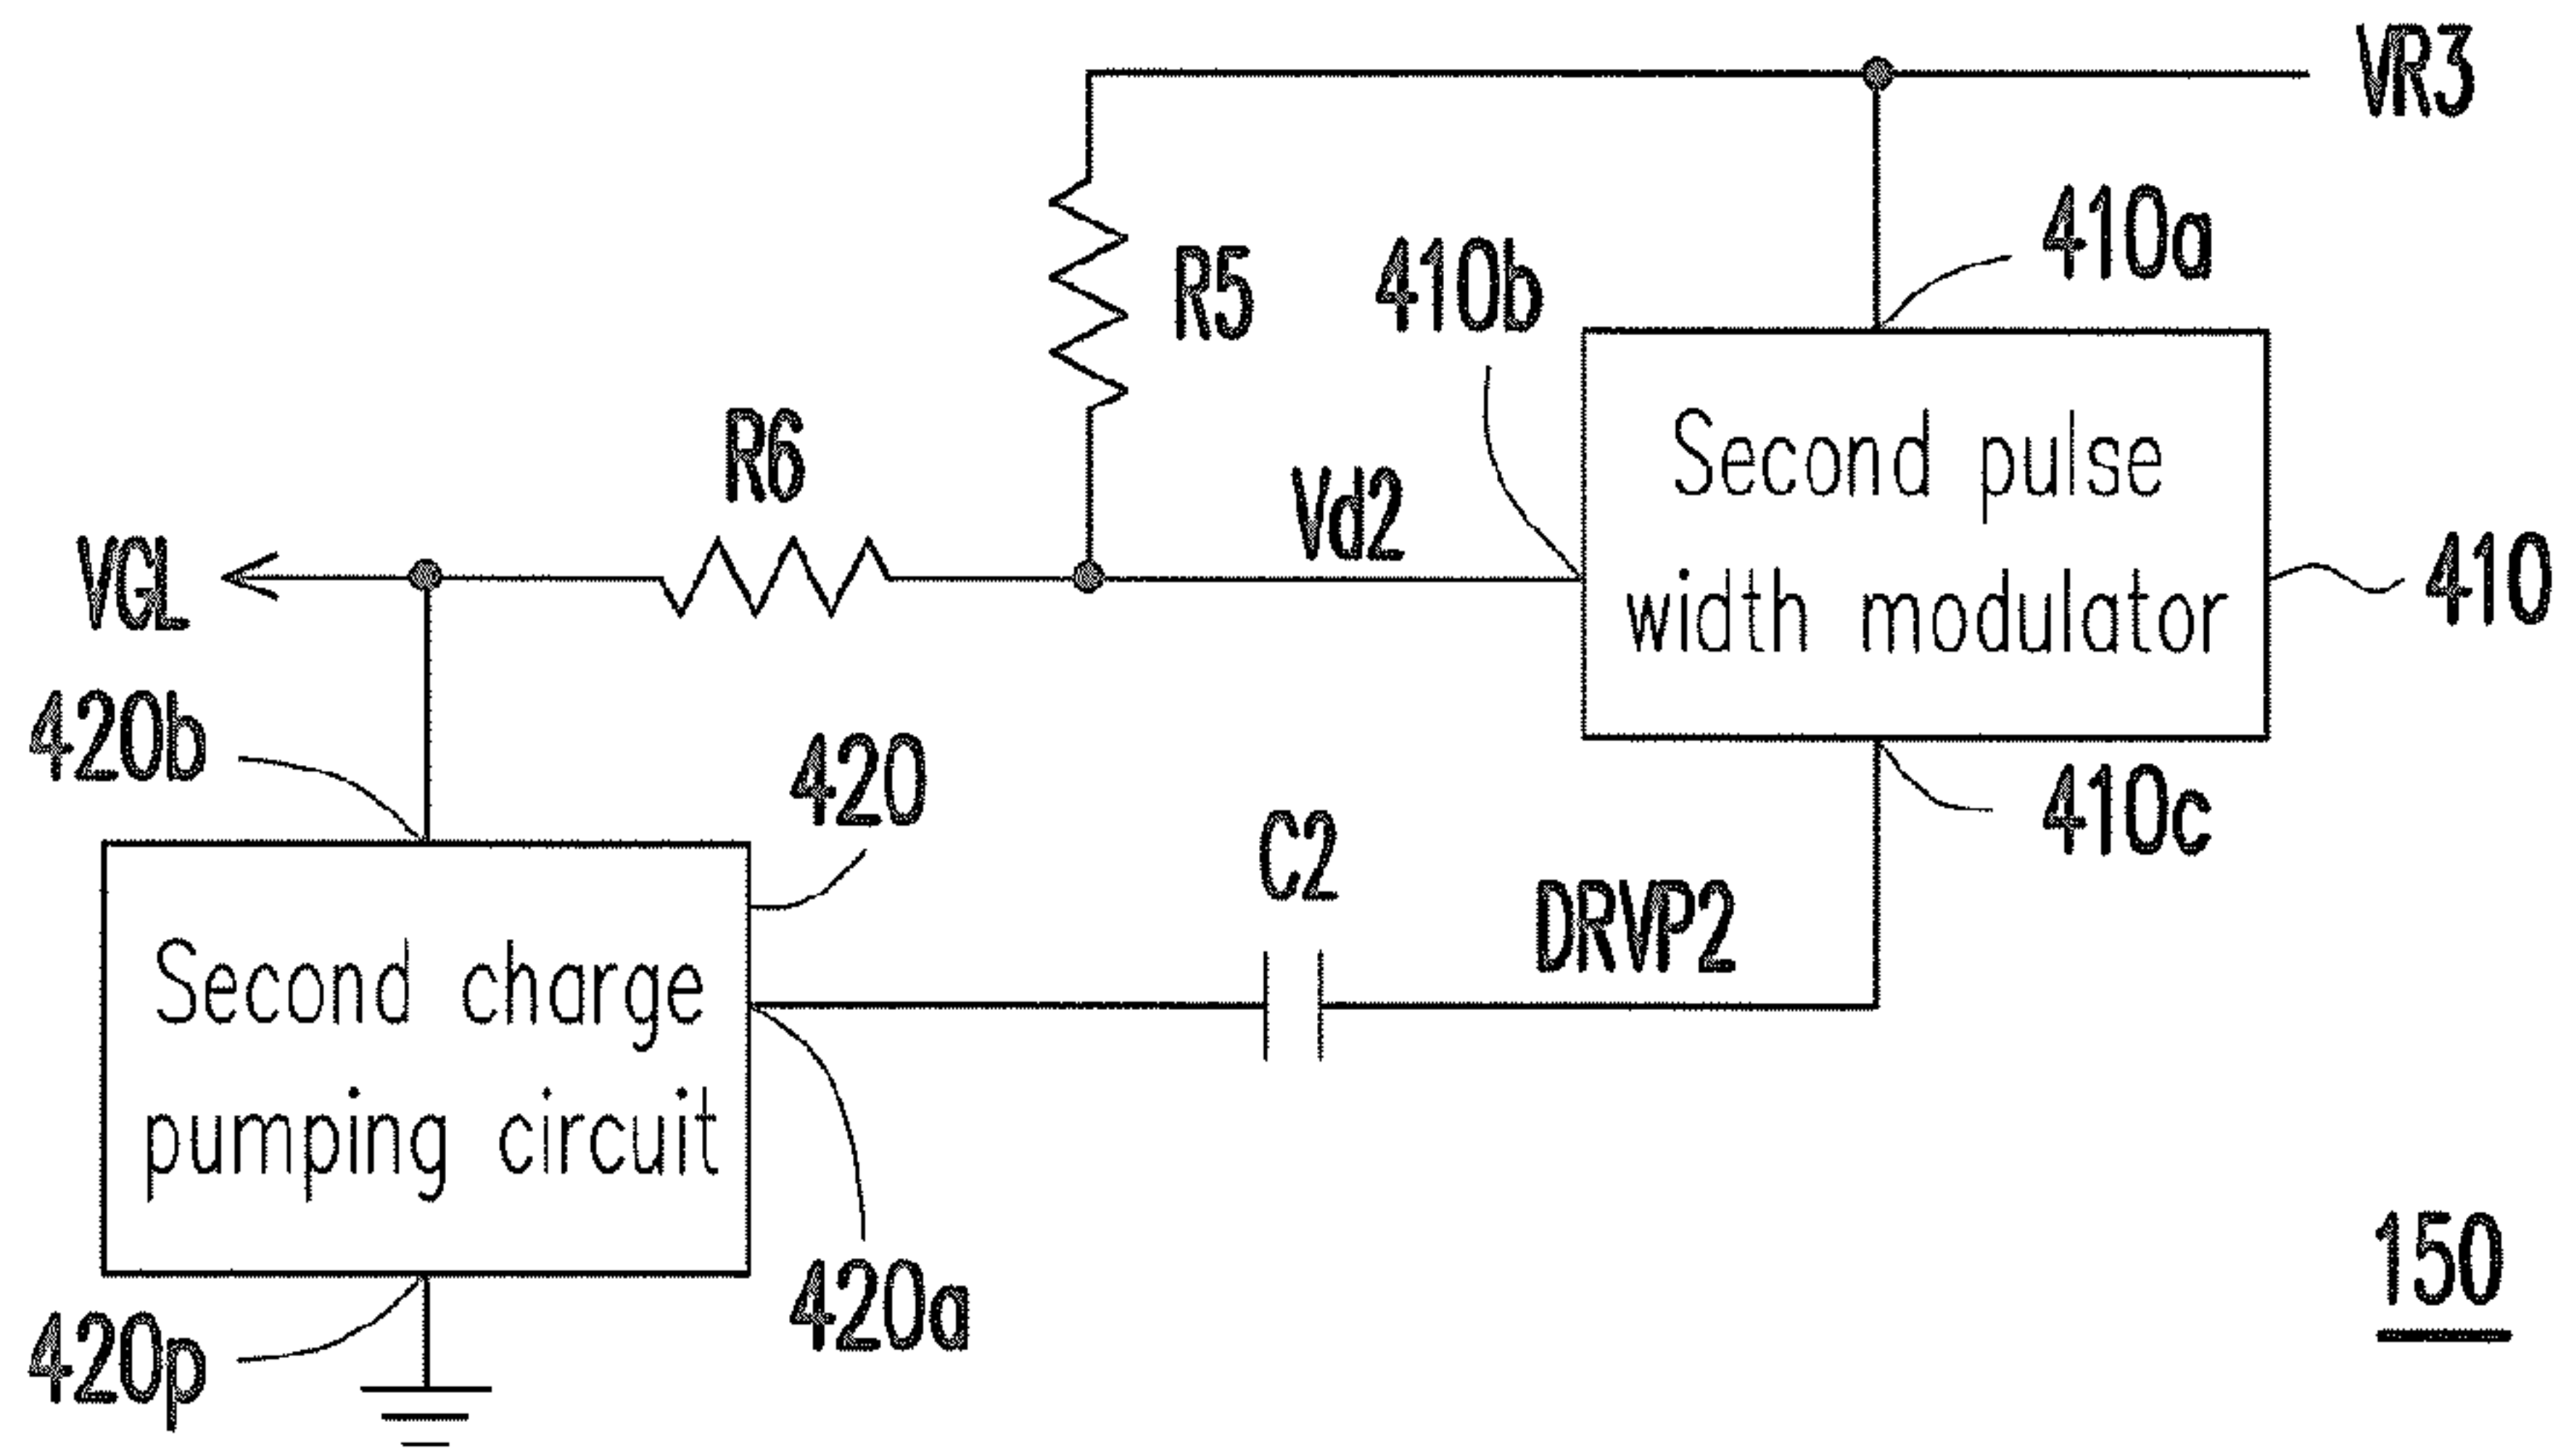 VR3
410a
R5
410b
Second pulse
width modulator
R6
Vd2
VGL
410
420b
420
410c
C2
DRVP2
Second charge
pumping circuit
420a
420p
150